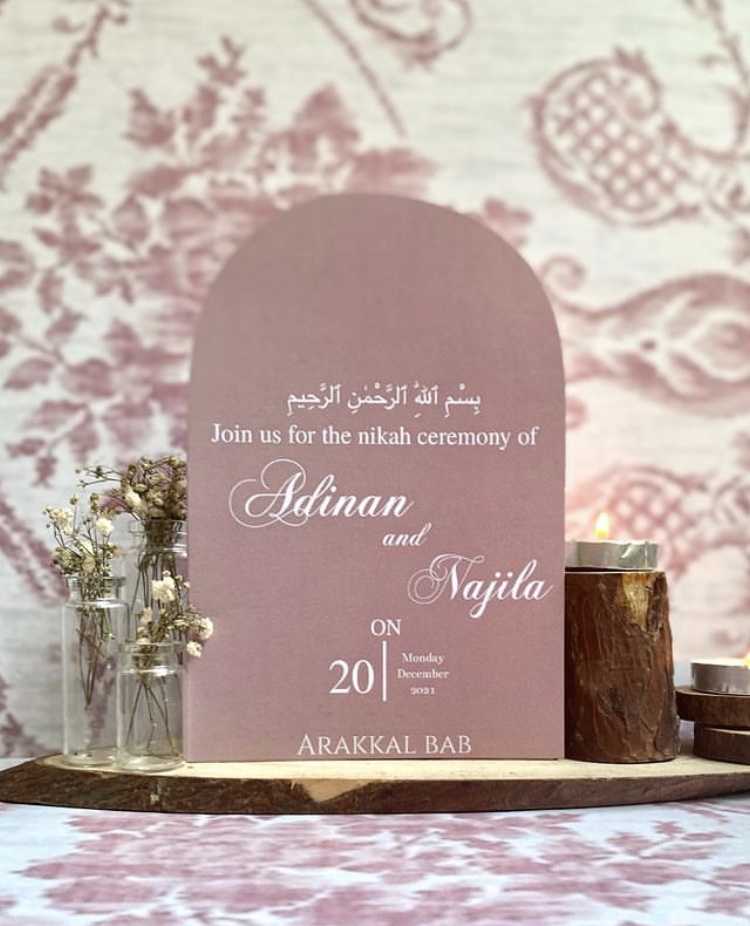 بِسْمِ ٱللَّٰهِ ٱلرَّحْمَٰنِ ٱلرَّحِيمِ
Join us for the nikah ceremony of
Adinan
and
Najila
ON
20
Monday
December
2021
ARAKKAL BAB